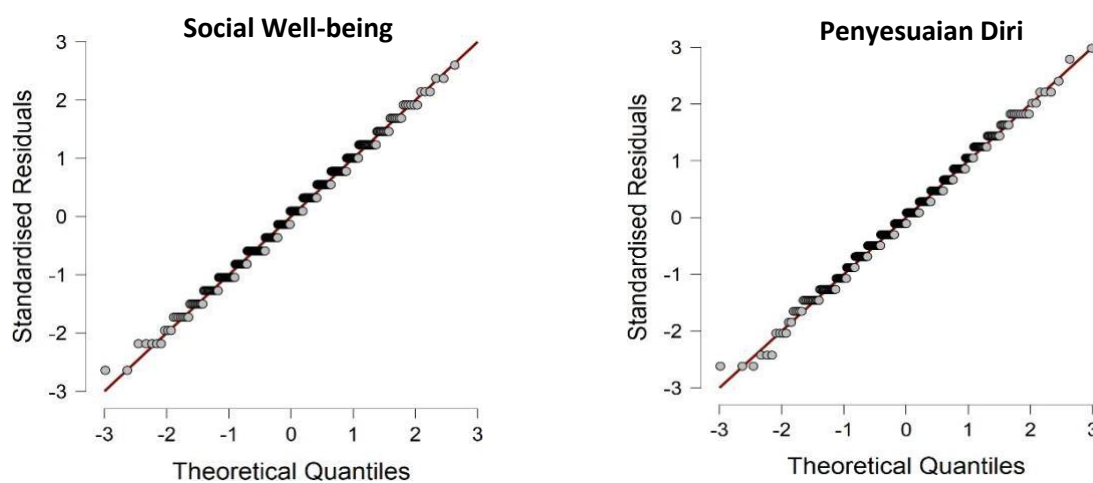 Social Well-being
Standardised Residuals
3
2
1
0
-1
-2
-3
-3 -2 -1 0 1 2 3
Theoretical Quantiles
Penyesuaian Diri
Standardised Residuals
3
2
1
0
-1
-2
-3
-3 -2 -1 0 1 2 3
Theoretical Quantiles